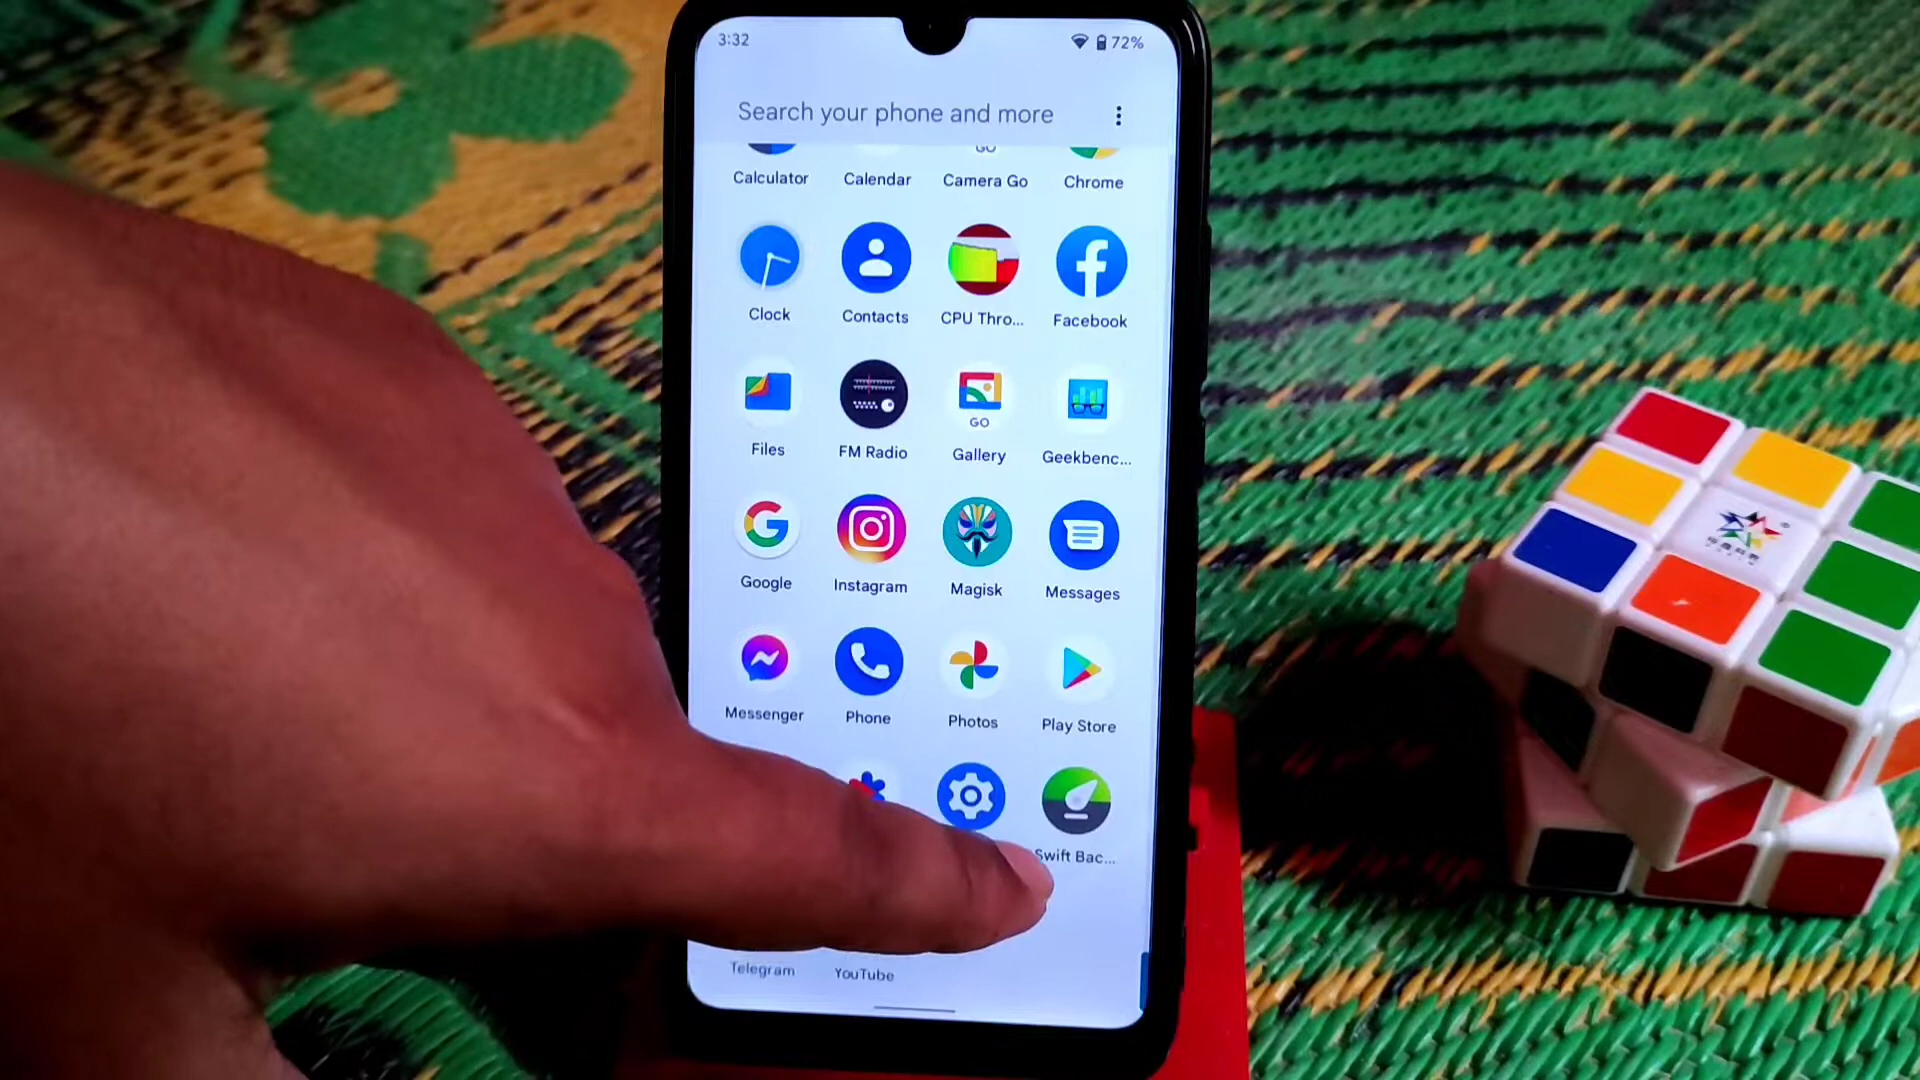 3:32
72%
Search your phone and more
GO
Calculator
Calendar
Camera Go
Chrome
Clock
Contacts
CPU Thro...
Facebook
GO
Files
FM Radio
Gallery
Geekbenc...
Google
Instagram
Magisk
Messages
Messenger
Phone
Photos
Play Store
Swift Bac...
Telegram
YouTube